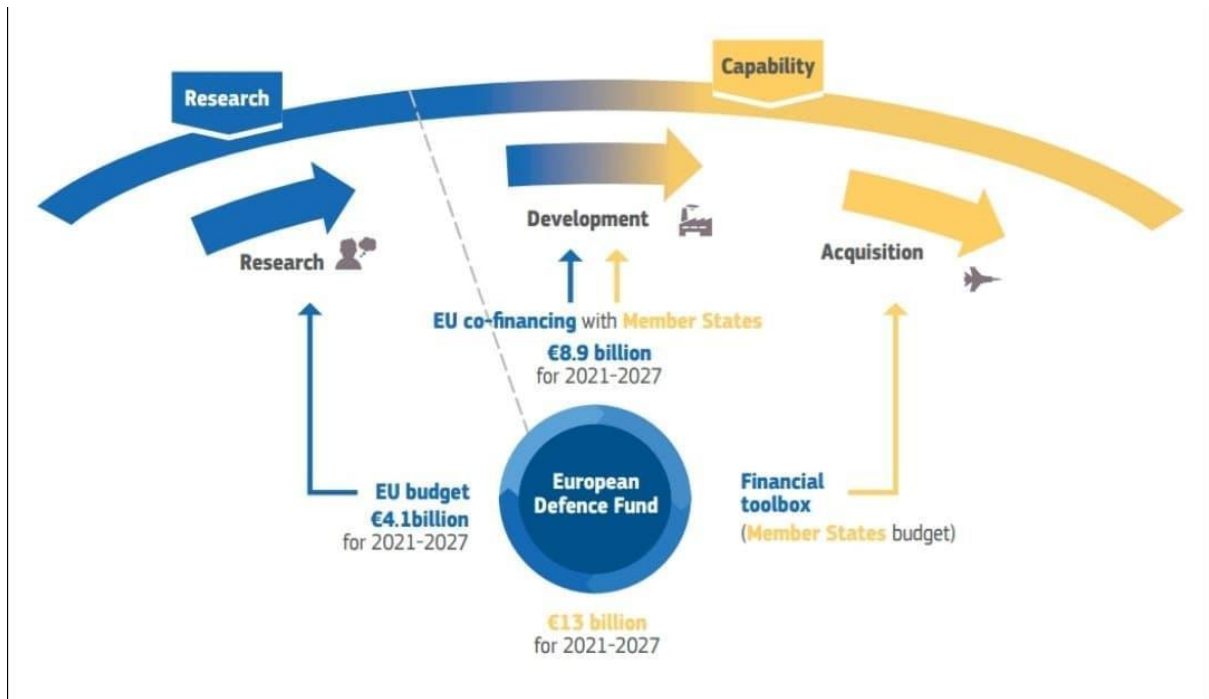 Research
Capability
Research
Development
Acquisition
EU co-financing with Member States
€8.9 billion
for 2021-2027
EU budget
€4.1billion
for 2021-2027
European
Defence Fund
Financial
toolbox
(Member States budget)
€13 billion
for 2021-2027